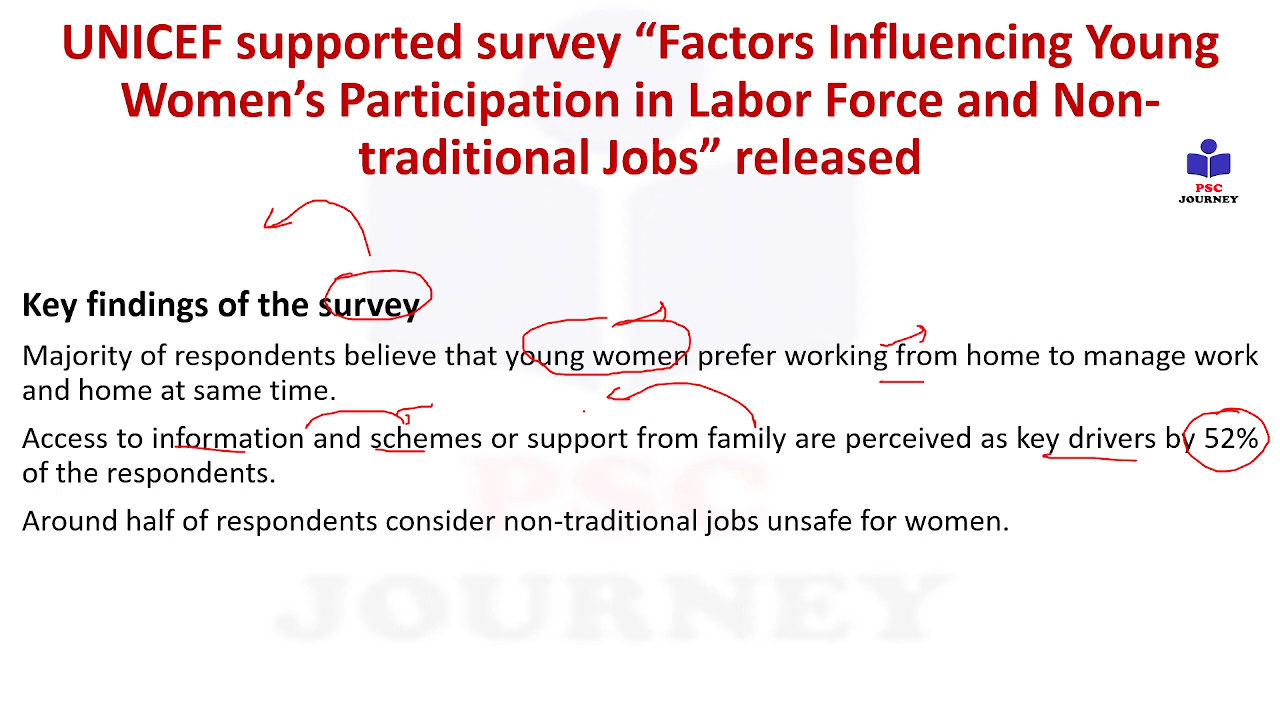 UNICEF supported survey “Factors Influencing Young
Women’s Participation in Labor Force and Non-
traditional Jobs” released
PSC
JOURNEY
Key findings of the survey
Majority of respondents believe that young women prefer working from home to manage work
and home at same time.
Access to information and schemes or support from family are perceived as key drivers by 52%
of the respondents.
Around half of respondents consider non-traditional jobs unsafe for women.
PSC
JOURNEY